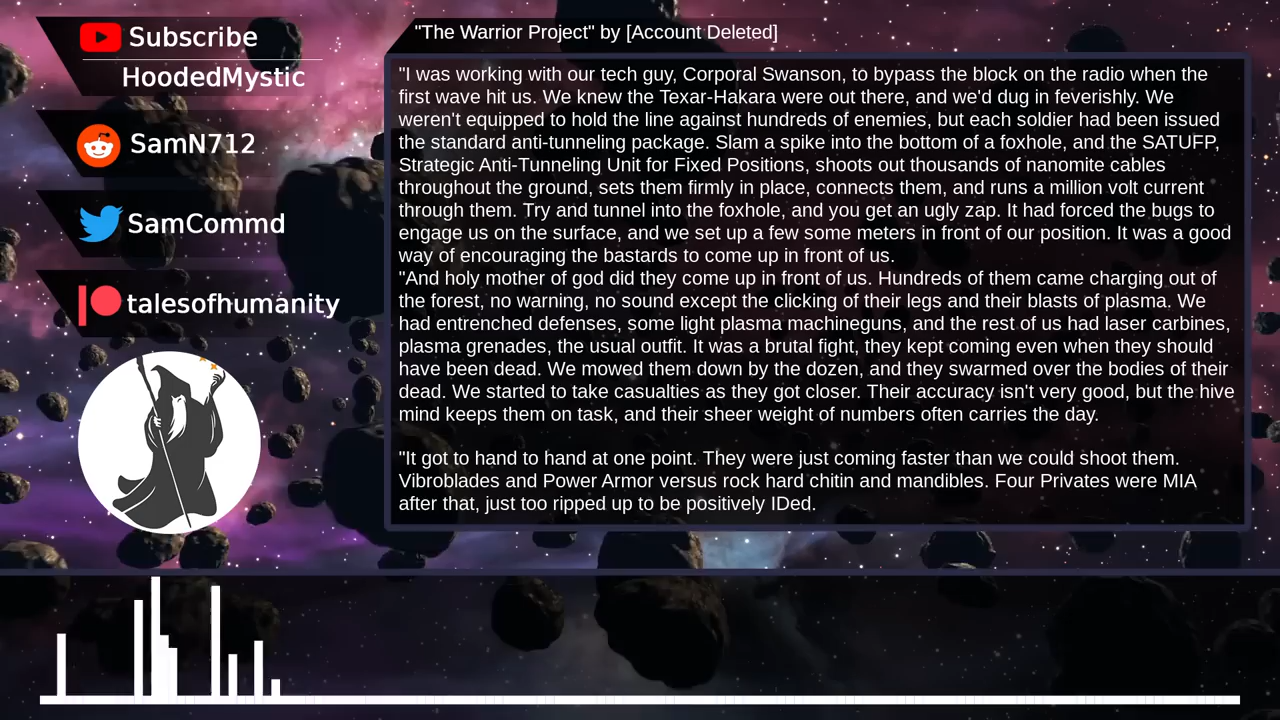 Subscribe
HoodedMystic
SamN712
SamCommd
talesofhumanity
"The Warrior Project" by [Account Deleted]
"I was working with our tech guy, Corporal Swanson, to bypass the block on the radio when the
first wave hit us. We knew the Texar-Hakara were out there, and we'd dug in feverishly. We
weren't equipped to hold the line against hundreds of enemies, but each soldier had been issued
the standard anti-tunneling package. Slam a spike into the bottom of a foxhole, and the SATUFP,
Strategic Anti-Tunneling Unit for Fixed Positions, shoots out thousands of nanomite cables
throughout the ground, sets them firmly in place, connects them, and runs a million volt current
through them. Try and tunnel into the foxhole, and you get an ugly zap. It had forced the bugs to
engage us on the surface, and we set up a few some meters in front of our position. It was a good
way of encouraging the bastards to come up in front of us.
"And holy mother of god did they come up in front of us. Hundreds of them came charging out of
the forest, no warning, no sound except the clicking of their legs and their blasts of plasma. We
had entrenched defenses, some light plasma machineguns, and the rest of us had laser carbines,
plasma grenades, the usual outfit. It was a brutal fight, they kept coming even when they should
have been dead. We mowed them down by the dozen, and they swarmed over the bodies of their
dead. We started to take casualties as they got closer. Their accuracy isn't very good, but the hive
mind keeps them on task, and their sheer weight of numbers often carries the day.
"It got to hand to hand at one point. They were just coming faster than we could shoot them.
Vibroblades and Power Armor versus rock hard chitin and mandibles. Four Privates were MIA
after that, just too ripped up to be positively IDed.